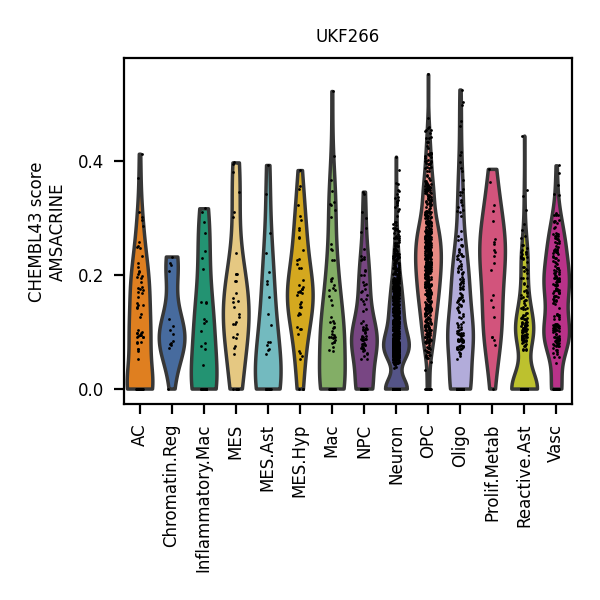 UKF266
CHEMBL43 score
AMSACRINE
0.4
0.2
0.0
AC
Chromatin.Reg
Inflammatory.Mac
MES
MES.Ast
MES.Hyp
Mac
NPC
Neuron
OPC
Oligo
Prolif.Metab
Reactive.Ast
Vasc